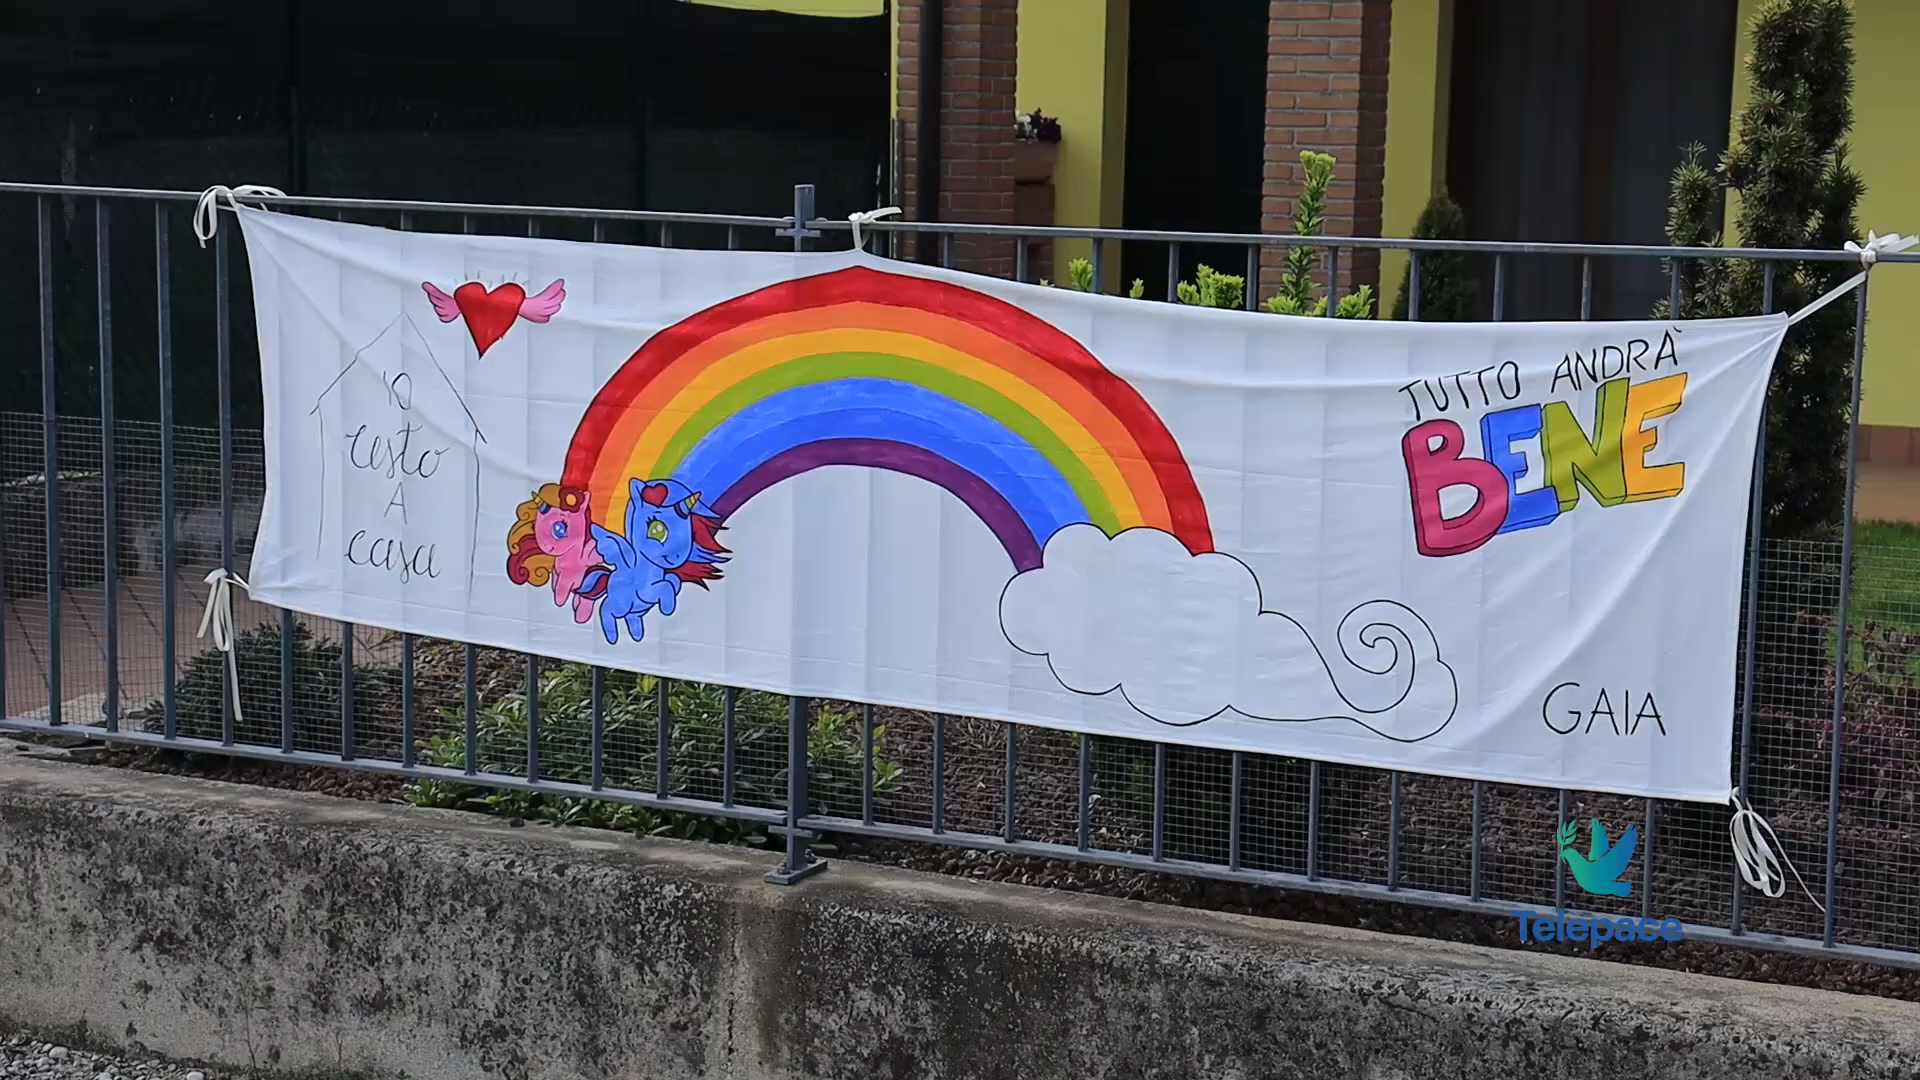 IO
resto
A
casa
TUTTO ANDRÀ
BENE
GAIA
Telepace